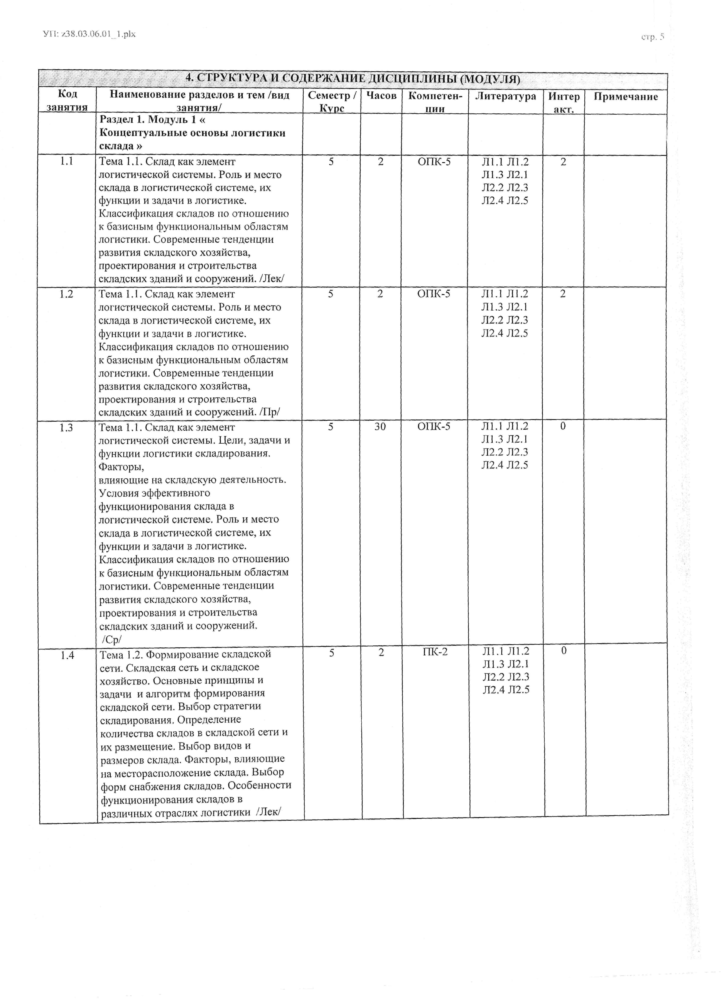 УП: z38.03.06.01_1.plx
стр. 5
4. СТРУКТУРА И СОДЕРЖАНИЕ ДИСЦИПЛИНЫ (МОДУЛЯ)
Код занятия
Наименование разделов и тем /вид занятия/
Семестр / Курс
Часов
Компетен-ции
Литература
Интер акт.
Примечание
Раздел 1. Модуль 1 «
Концептуальные основы логистики
склада »
1.1
Тема 1.1. Склад как элемент
логистической системы. Роль и место
склада в логистической системе, их
функции и задачи в логистике.
Классификация складов по отношению
к базисным функциональным областям
логистики. Современные тенденции
развития складского хозяйства,
проектирования и строительства
складских зданий и сооружений. /Лек/
5
2
ОПК-5
Л1.1 Л1.2
Л1.3 Л2.1
Л2.2 Л2.3
Л2.4 Л2.5
2
1.2
Тема 1.1. Склад как элемент
логистической системы. Роль и место
склада в логистической системе, их
функции и задачи в логистике.
Классификация складов по отношению
к базисным функциональным областям
логистики. Современные тенденции
развития складского хозяйства,
проектирования и строительства
складских зданий и сооружений. /Пр/
5
2
ОПК-5
Л1.1 Л1.2
Л1.3 Л2.1
Л2.2 Л2.3
Л2.4 Л2.5
2
1.3
Тема 1.1. Склад как элемент
логистической системы. Цели, задачи и
функции логистики складирования.
Факторы,
влияющие на складскую деятельность.
Условия эффективного
функционирования склада в
логистической системе. Роль и место
склада в логистической системе, их
функции и задачи в логистике.
Классификация складов по отношению
к базисным функциональным областям
логистики. Современные тенденции
развития складского хозяйства,
проектирования и строительства
складских зданий и сооружений.
/Ср/
5
30
ОПК-5
Л1.1 Л1.2
Л1.3 Л2.1
Л2.2 Л2.3
Л2.4 Л2.5
0
1.4
Тема 1.2. Формирование складской
сети. Складская сеть и складское
хозяйство. Основные принципы и
задачи и алгоритм формирования
складской сети. Выбор стратегии
складирования. Определение
количества складов в складской сети и
их размещение. Выбор видов и
размеров склада. Факторы, влияющие
на месторасположение склада. Выбор
форм снабжения складов. Особенности
функционирования складов в
различных отраслях логистики /Лек/
5
2
ПК-2
Л1.1 Л1.2
Л1.3 Л2.1
Л2.2 Л2.3
Л2.4 Л2.5
0